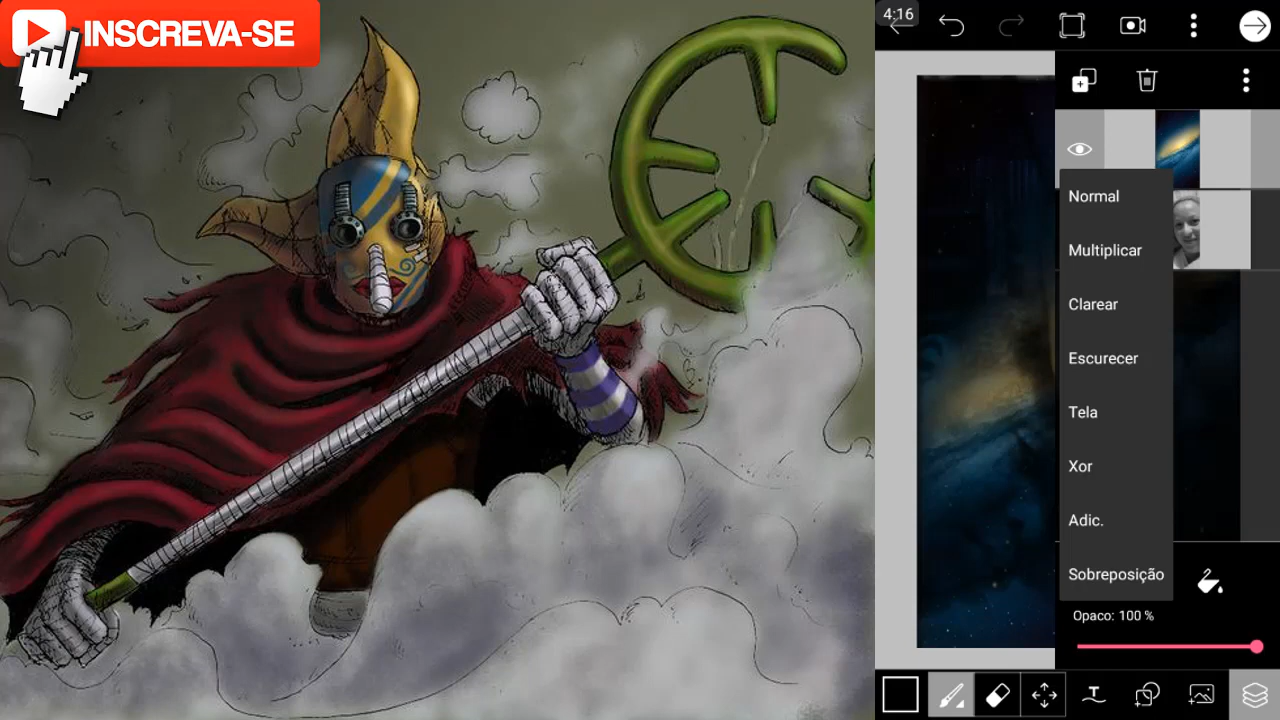 INSCREVA-SE
4:16
Normal
Multiplicar
Clarear
Escurecer
Tela
Xor
Adic.
Sobreposição
Opaco: 100 %
T